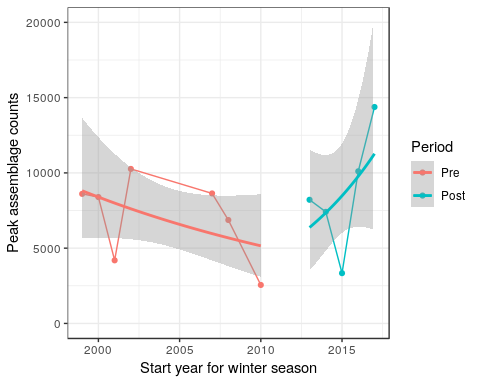 20000
15000
10000
5000
0
Peak assemblage counts
2000
2005
2010
2015
Start year for winter season
Period
Pre
Post